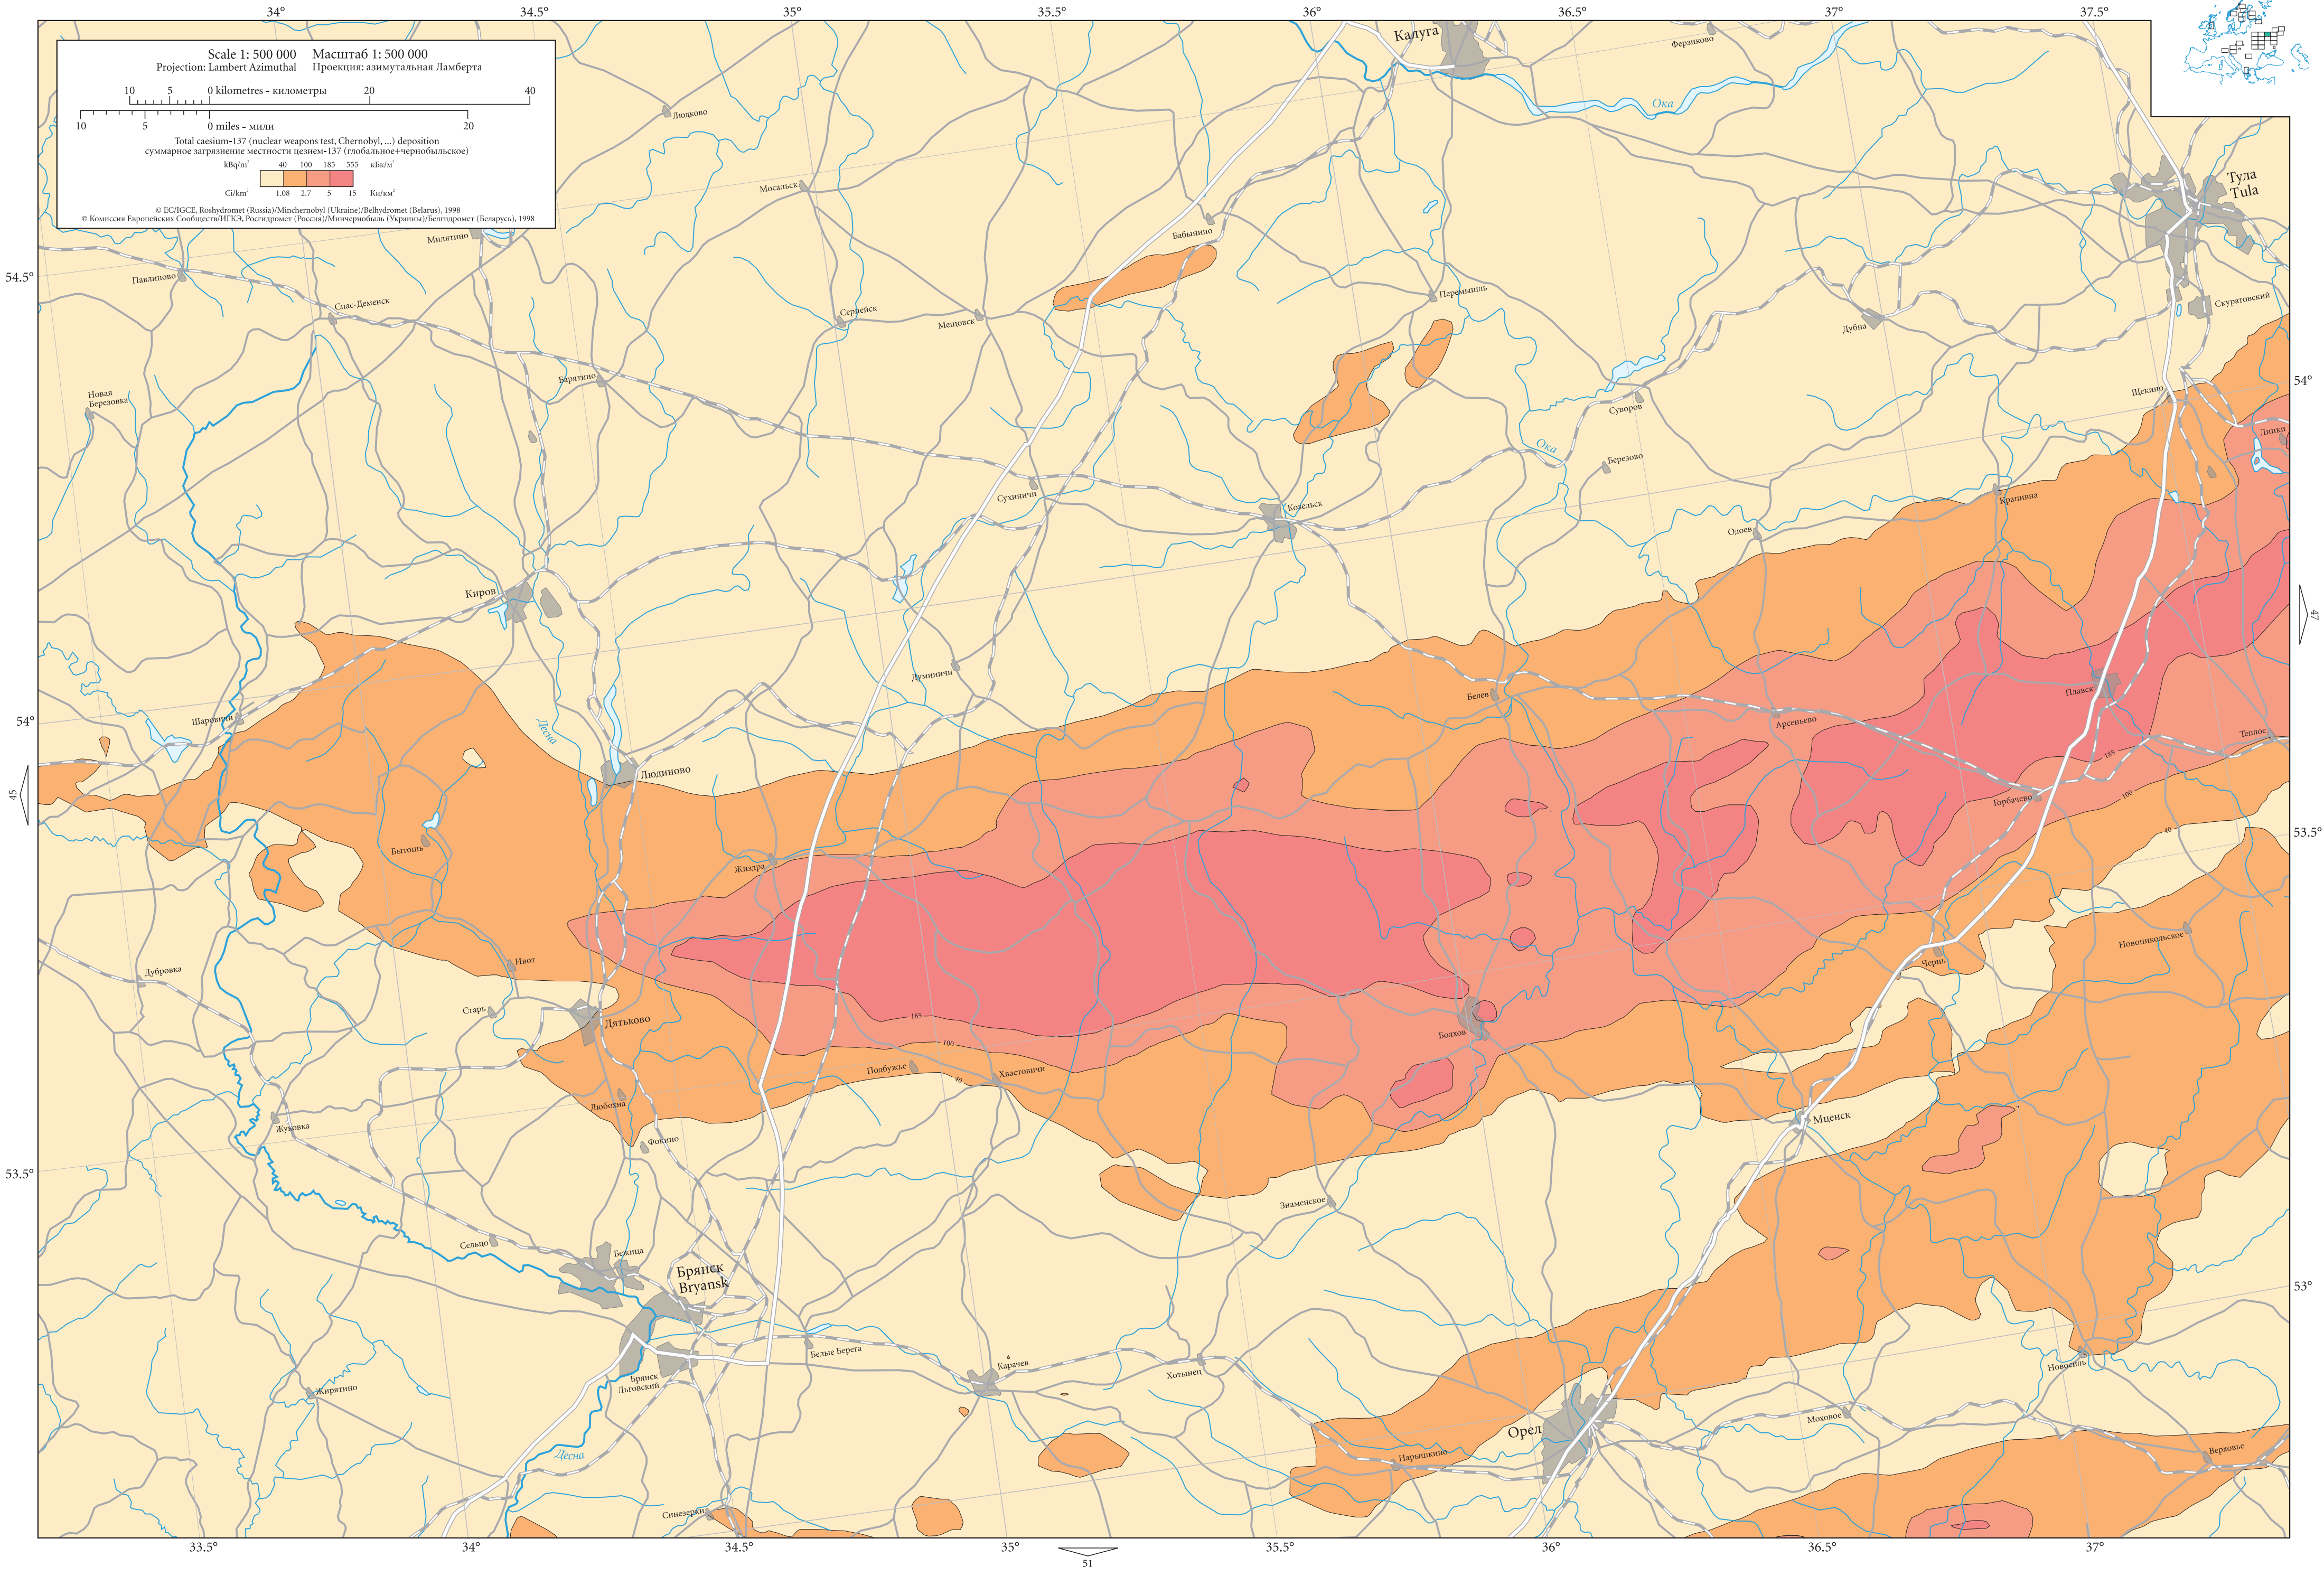 34° 34.5° 35° 35.5° 36° 36.5° 37° 37.5°
Scale 1: 500 000 Масштаб 1: 500 000
Projection: Lambert Azimuthal Проекция: азимутальная Ламберта
10 5 0 kilometres - километры 20 40
10 5 0 miles - мили 20
Total caesium-137 (nuclear weapons test, Chernobyl, ...) deposition
суммарное загрязнение местности цезием-137 (глобальное+чернобыльское)
kBq/m² 40 100 185 555 кБк/м²
Ci/km² 1.08 2.7 5 15 Ки/км²
© EC/IGCE, Roshydromet (Russia)/Minchernobyl (Ukraine)/Belhydromet (Belarus), 1998
© Комиссия Европейских Сообществ/ИГКЭ, Росгидромет (Россия)/Минчернобыль (Украины)/Белгидромет (Беларусь), 1998
Калуга
Ферзиково
Ока
Людково
Мосальск
Тула
Tula
Милятино
Бабынино
Павлиново
54.5°
Спас-Деменск
Серпейск
Мещовск
Перемышль
Дубна
Скуратовский
Новая
Березовка
Барятино
Суворов
Щекино
54°
Липки
Ока
Березово
Сухиничи
Козельск
Крапивна
Одоев
Киров
47
Думиничи
Белев
Плавск
Шаровичи
54°
Десна
Арсеньево
Теплое
185
Людиново
45
100
Горбачево
40
53.5°
Бытошь
Жиздра
Новоникольское
Ивот
Дубровка
Чернь
Старь
Дятьково
185
Болхов
100
Подбужье
40
Хвастовичи
Любохна
Мценск
Жуковка
Фокино
53.5°
Знаменское
Сельцо
Бежица
Брянск
Bryansk
53°
Белые Берега
Карачев
Хотынец
Новосиль
Брянск
Льговский
Жирятино
Моховое
Орел
Нарышкино
Верховье
Десна
Синезерки
33.5° 34° 34.5° 35° 35.5° 36° 36.5° 37°
51